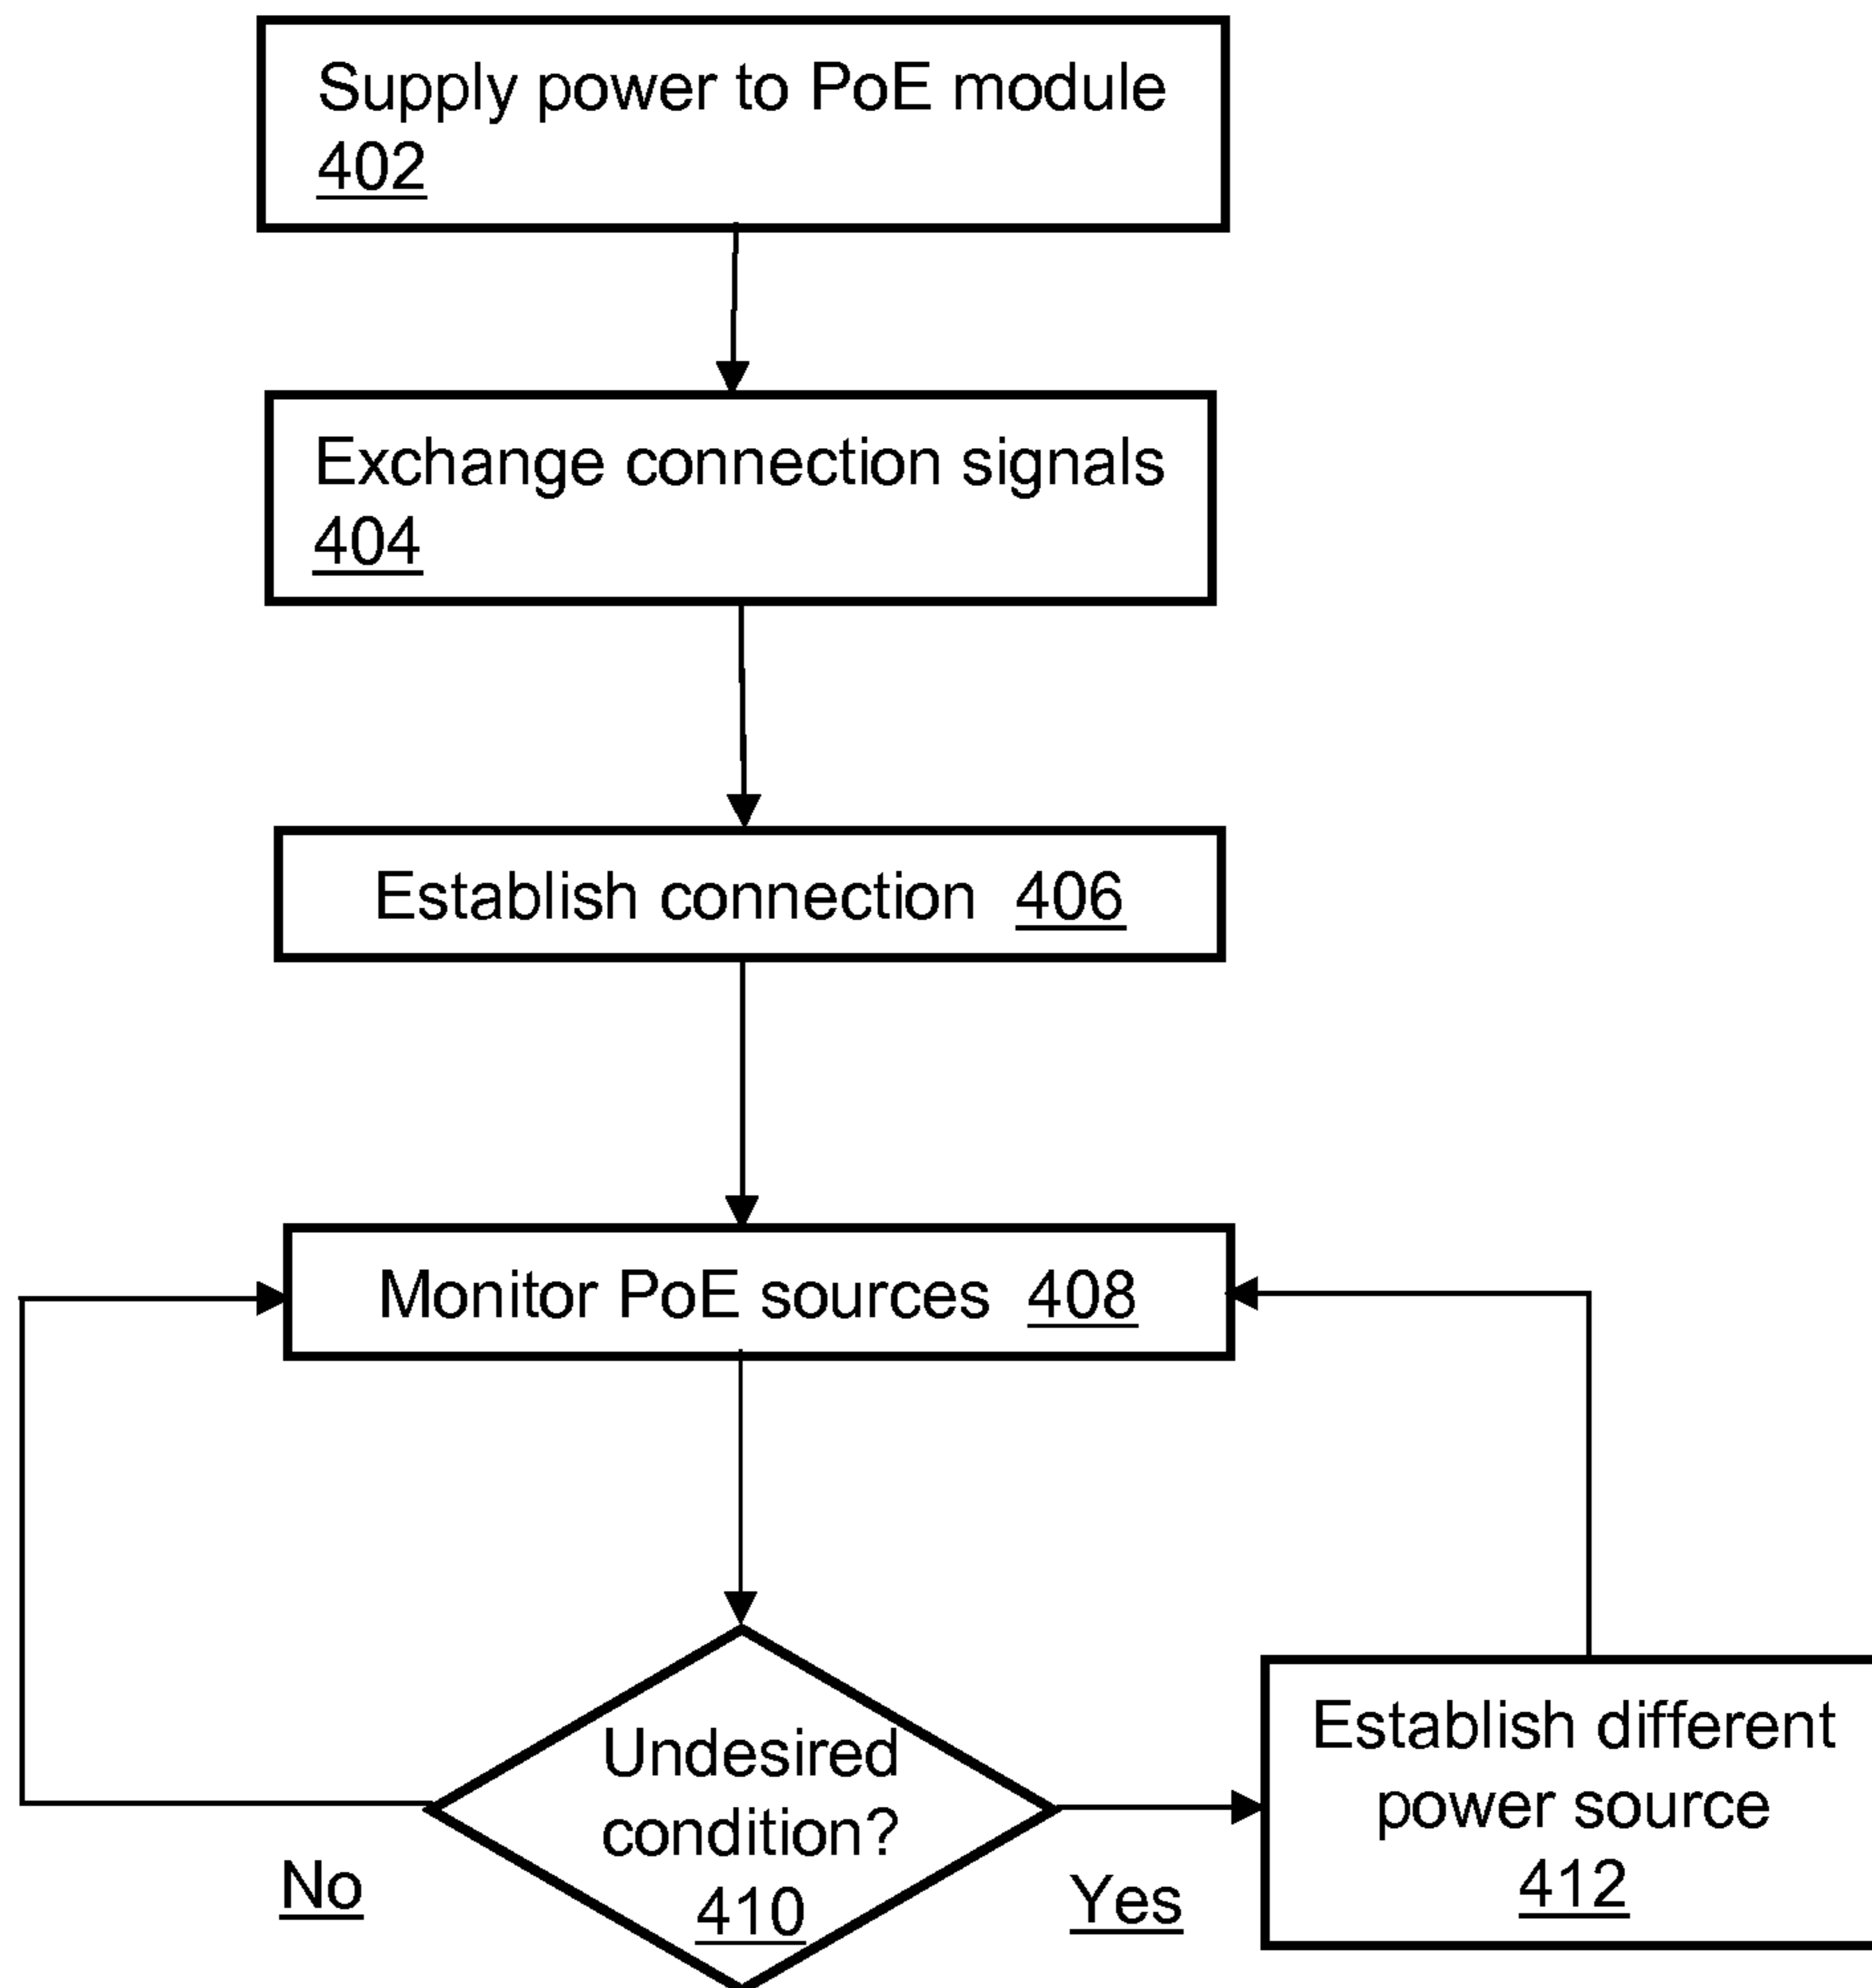 Supply power to PoE module
402
Exchange connection signals
404
Establish connection 406
Monitor PoE sources 408
Undesired
condition?
410
No
Yes
Establish different
power source
412